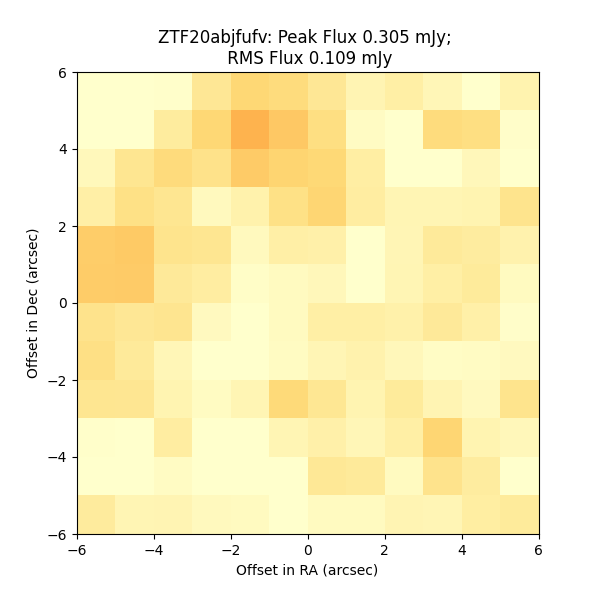 ZTF20abjfufv: Peak Flux 0.305 mJy;
RMS Flux 0.109 mJy
6
4
2
0
−2
−4
−6
Offset in Dec (arcsec)
−6 −4 −2 0 2 4 6
Offset in RA (arcsec)